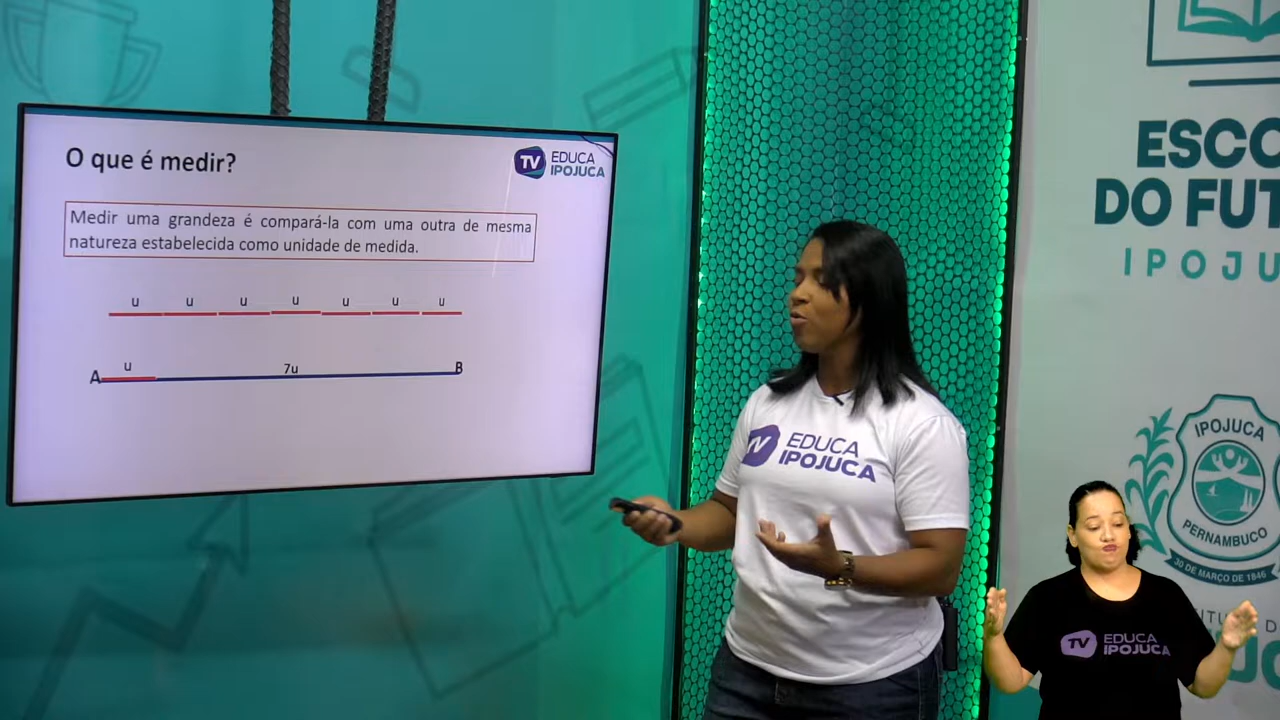 O que é medir?
TV EDUCA
IPOJUCA
Medir uma grandeza é compará-la com uma outra de mesma
natureza estabelecida como unidade de medida.
u u u u u u u
u 7u
A B
TV EDUCA
IPOJUCA
ESCO
DO FUT
IPOJU
IPOJUCA
PERNAMBUCO
30 DE MARÇO DE 1846
TV EDUCA
IPOJUCA